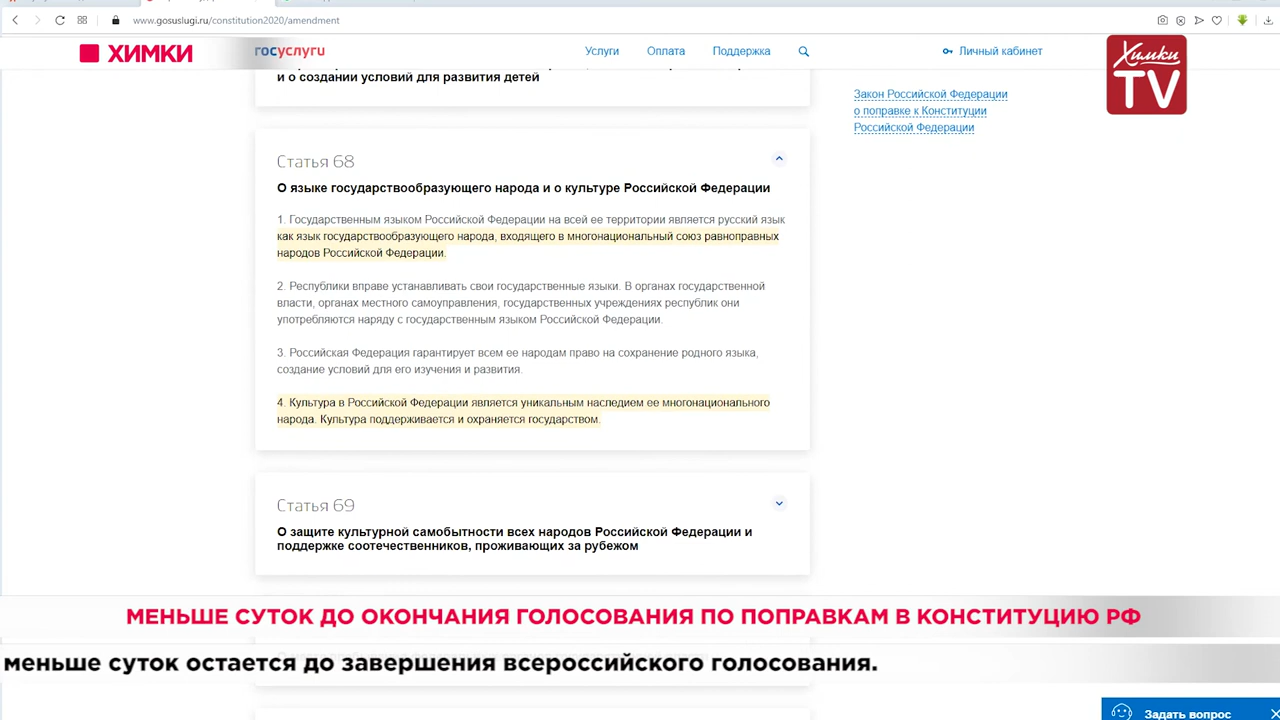 www.gosuslugi.ru/constitution2020/amendment
ХИМКИ
госуслуги
Услуги
Оплата
Поддержка
Личный кабинет
Химки
TV
и о создании условий для развития детей
Закон Российской Федерации
о поправке к Конституции
Российской Федерации
Статья 68
О языке государствообразующего народа и о культуре Российской Федерации
1. Государственным языком Российской Федерации на всей ее территории является русский язык
как язык государствообразующего народа, входящего в многонациональный союз равноправных
народов Российской Федерации.
2. Республики вправе устанавливать свои государственные языки. В органах государственной
власти, органах местного самоуправления, государственных учреждениях республик они
употребляются наряду с государственным языком Российской Федерации.
3. Российская Федерация гарантирует всем ее народам право на сохранение родного языка,
создание условий для его изучения и развития.
4. Культура в Российской Федерации является уникальным наследием ее многонационального
народа. Культура поддерживается и охраняется государством.
Статья 69
О защите культурной самобытности всех народов Российской Федерации и
поддержке соотечественников, проживающих за рубежом
МЕНЬШЕ СУТОК ДО ОКОНЧАНИЯ ГОЛОСОВАНИЯ ПО ПОПРАВКАМ В КОНСТИТУЦИЮ РФ
меньше суток остается до завершения всероссийского голосования.
Задать вопрос